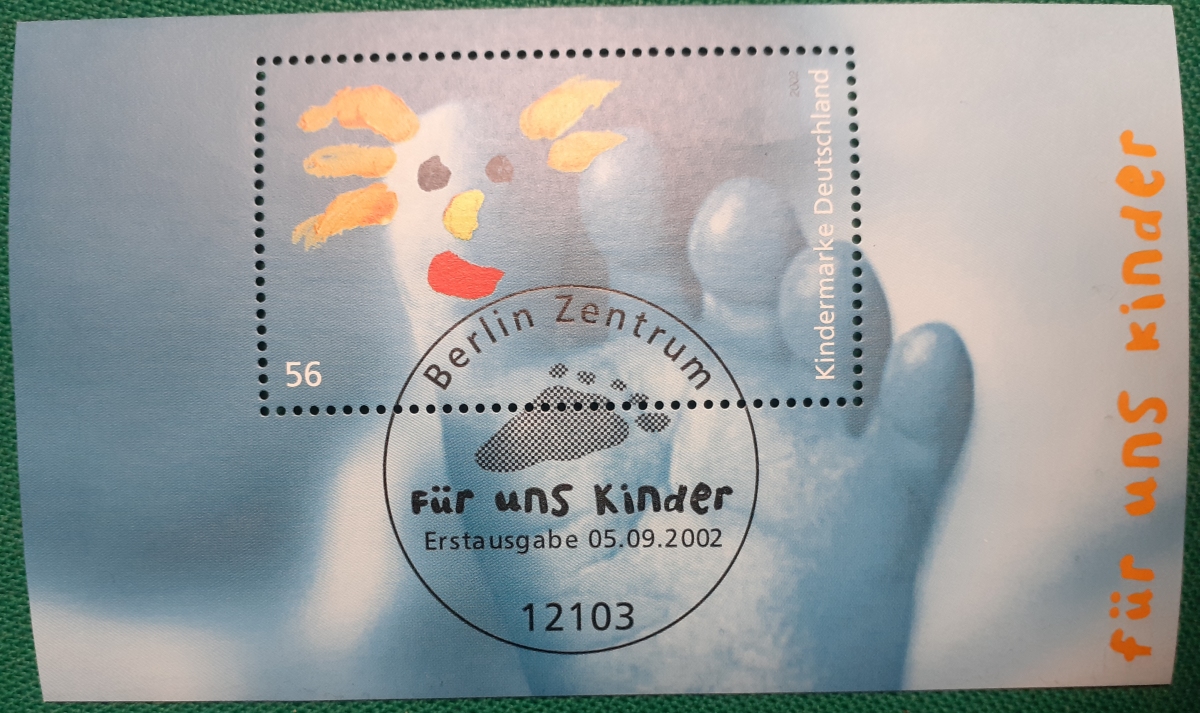 2002
Kindermarke Deutschland
56
Berlin Zentrum
Für uns Kinder
Erstausgabe 05.09.2002
12103
für uns kinder